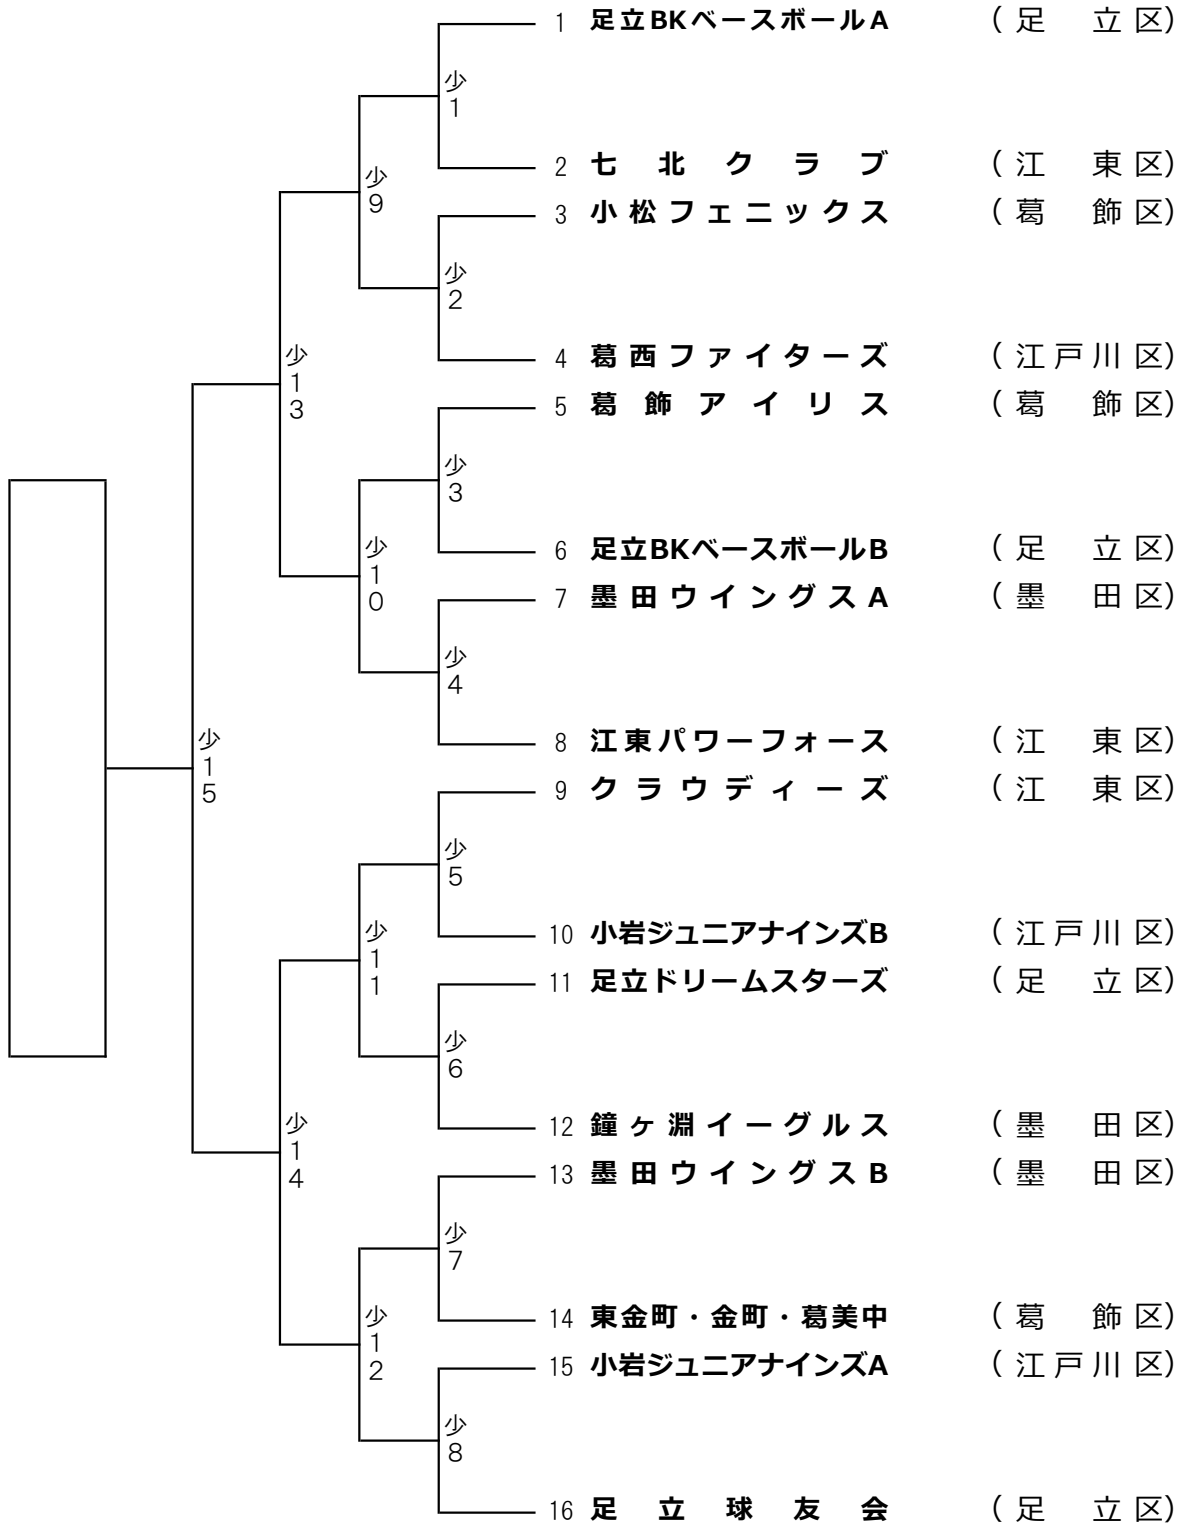 1 足立BKベースボールA (足立区)
少1
2 七北クラブ (江東区)
少9
3 小松フェニックス (葛飾区)
少2
4 葛西ファイターズ (江戸川区)
少13
5 葛飾アイリス (葛飾区)
少3
6 足立BKベースボールB (足立区)
少10
7 墨田ウイングスA (墨田区)
少4
8 江東パワーフォース (江東区)
少15
9 クラウディーズ (江東区)
少5
10 小岩ジュニアナインズB (江戸川区)
少11
11 足立ドリームスターズ (足立区)
少6
12 鐘ヶ淵イーグルス (墨田区)
少14
13 墨田ウイングスB (墨田区)
少7
14 東金町・金町・葛美中 (葛飾区)
少12
15 小岩ジュニアナインズA (江戸川区)
少8
16 足立球友会 (足立区)